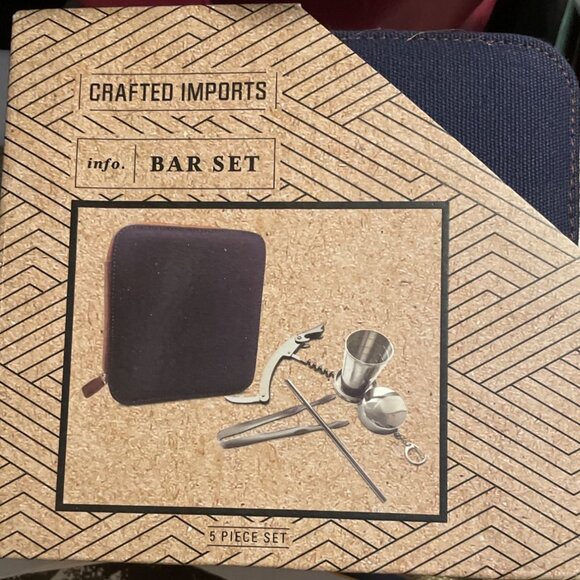 CRAFTED IMPORTS
info. BAR SET
5 PIECE SET